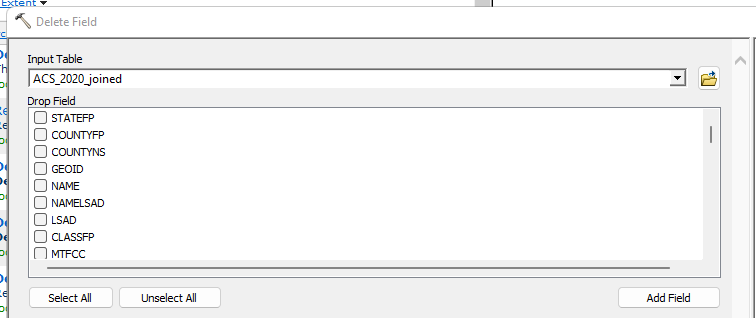 Extent
Delete Field
Input Table
ACS_2020_joined
Drop Field
STATEFP
COUNTYFP
COUNTYNS
GEOID
NAME
NAMELSAD
LSAD
CLASSFP
MTFCC
Select All
Unselect All
Add Field